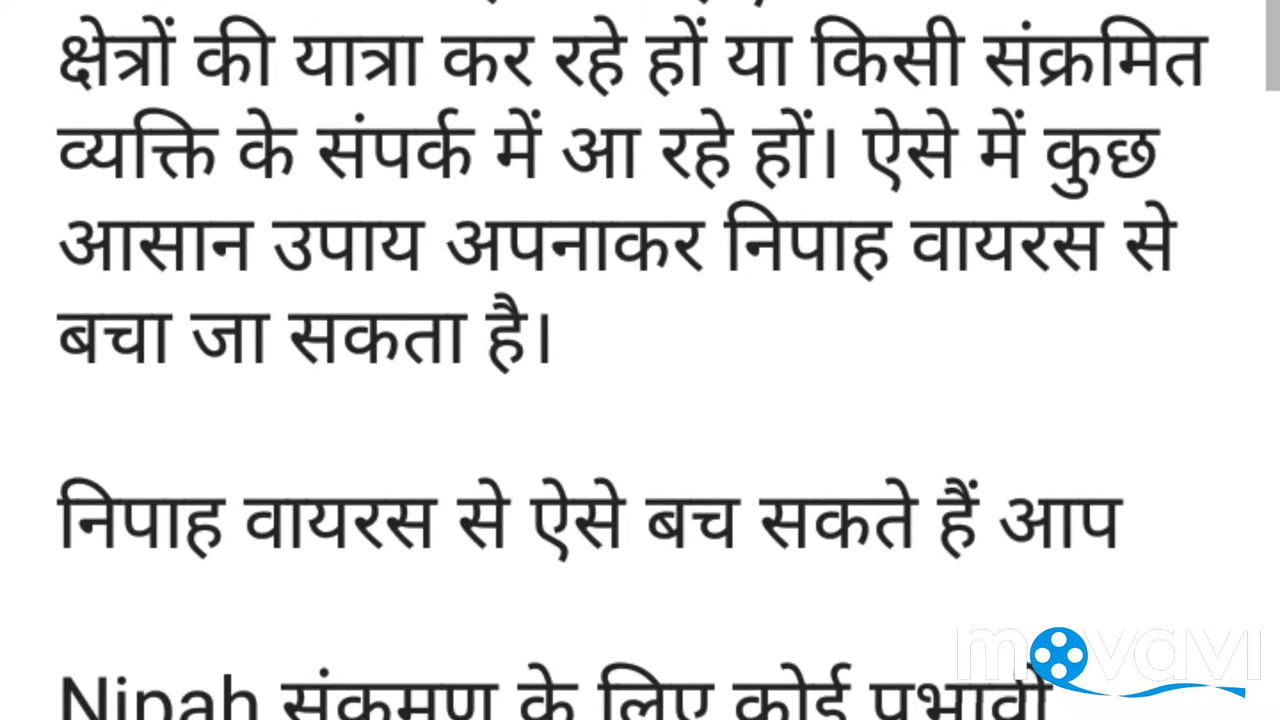 क्षेत्रों की यात्रा कर रहे हों या किसी संक्रमित
व्यक्ति के संपर्क में आ रहे हों। ऐसे में कुछ
आसान उपाय अपनाकर निपाह वायरस से
बचा जा सकता है।
निपाह वायरस से ऐसे बच सकते हैं आप
Nipah संक्रमण के लिए कोई प्रभावी
movavi